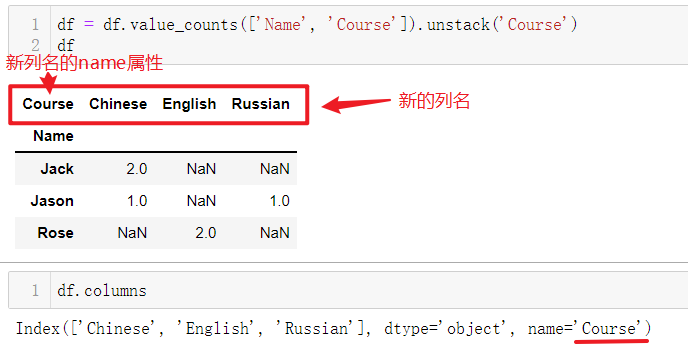 1 df = df.value_counts(['Name', 'Course']).unstack('Course')
2 df
新列名的name属性
Course Chinese English Russian
新的列名
Name
Jack 2.0 NaN NaN
Jason 1.0 NaN 1.0
Rose NaN 2.0 NaN
1 df.columns
Index(['Chinese', 'English', 'Russian'], dtype='object', name='Course')